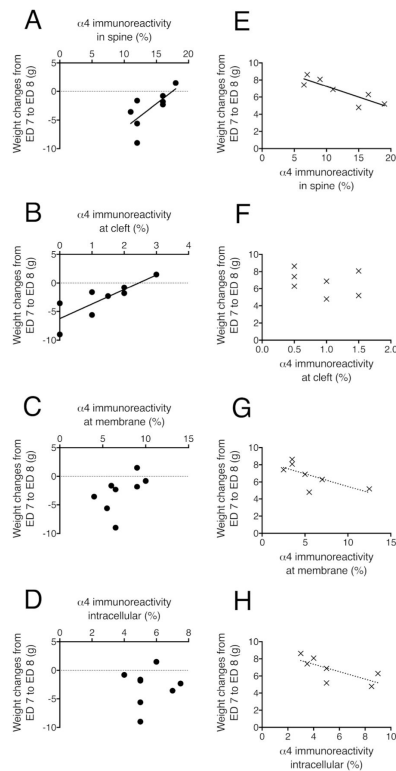 A
α4 immunoreactivity
in spine (%)
0 5 10 15 20
Weight changes from
ED 7 to ED 8 (g)
5
0
-5
-10
B
α4 immunoreactivity
at cleft (%)
0 1 2 3 4
Weight changes from
ED 7 to ED 8 (g)
5
0
-5
-10
C
α4 immunoreactivity
at membrane (%)
0 5 10 15
Weight changes from
ED 7 to ED 8 (g)
5
0
-5
-10
D
α4 immunoreactivity
intracellular (%)
0 2 4 6 8
Weight changes from
ED 7 to ED 8 (g)
5
0
-5
-10
E
Weight changes from
ED 7 to ED 8 (g)
10
8
6
4
2
0
0 5 10 15 20
α4 immunoreactivity
in spine (%)
F
Weight changes from
ED 7 to ED 8 (g)
10
8
6
4
2
0
0.0 0.5 1.0 1.5 2.0
α4 immunoreactivity
at cleft (%)
G
Weight changes from
ED 7 to ED 8 (g)
10
8
6
4
2
0
0 5 10 15
α4 immunoreactivity
at membrane (%)
H
Weight changes from
ED 7 to ED 8 (g)
10
8
6
4
2
0
0 2 4 6 8 10
α4 immunoreactivity
intracellular (%)